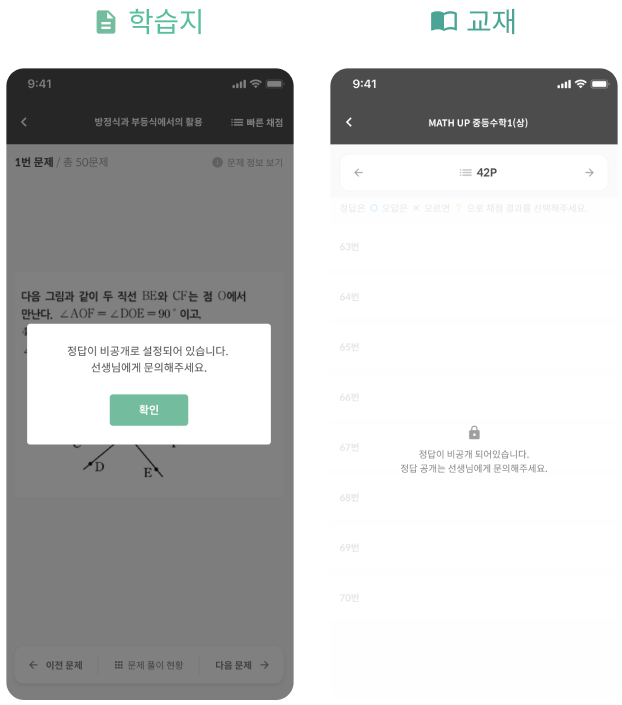 학습지
교재
9:41
방정식과 부등식에서의 활용
빠른 채점
1번 문제 / 총 50문제
문제 정보 보기
다음 그림과 같이 두 직선 BE와 CF는 점 O에서
만난다. ∠AOF = ∠DOE = 90° 이고,
정답이 비공개로 설정되어 있습니다.
선생님에게 문의해주세요.
확인
D
E
이전 문제
문제 풀이 현황
다음 문제
9:41
MATH UP 중등수학1(상)
42P
정답은 O 오답은 × 모르면 ? 으로 채점 결과를 선택해주세요.
63번
64번
65번
66번
67번
정답이 비공개 되어있습니다.
정답 공개는 선생님에게 문의해주세요.
68번
69번
70번